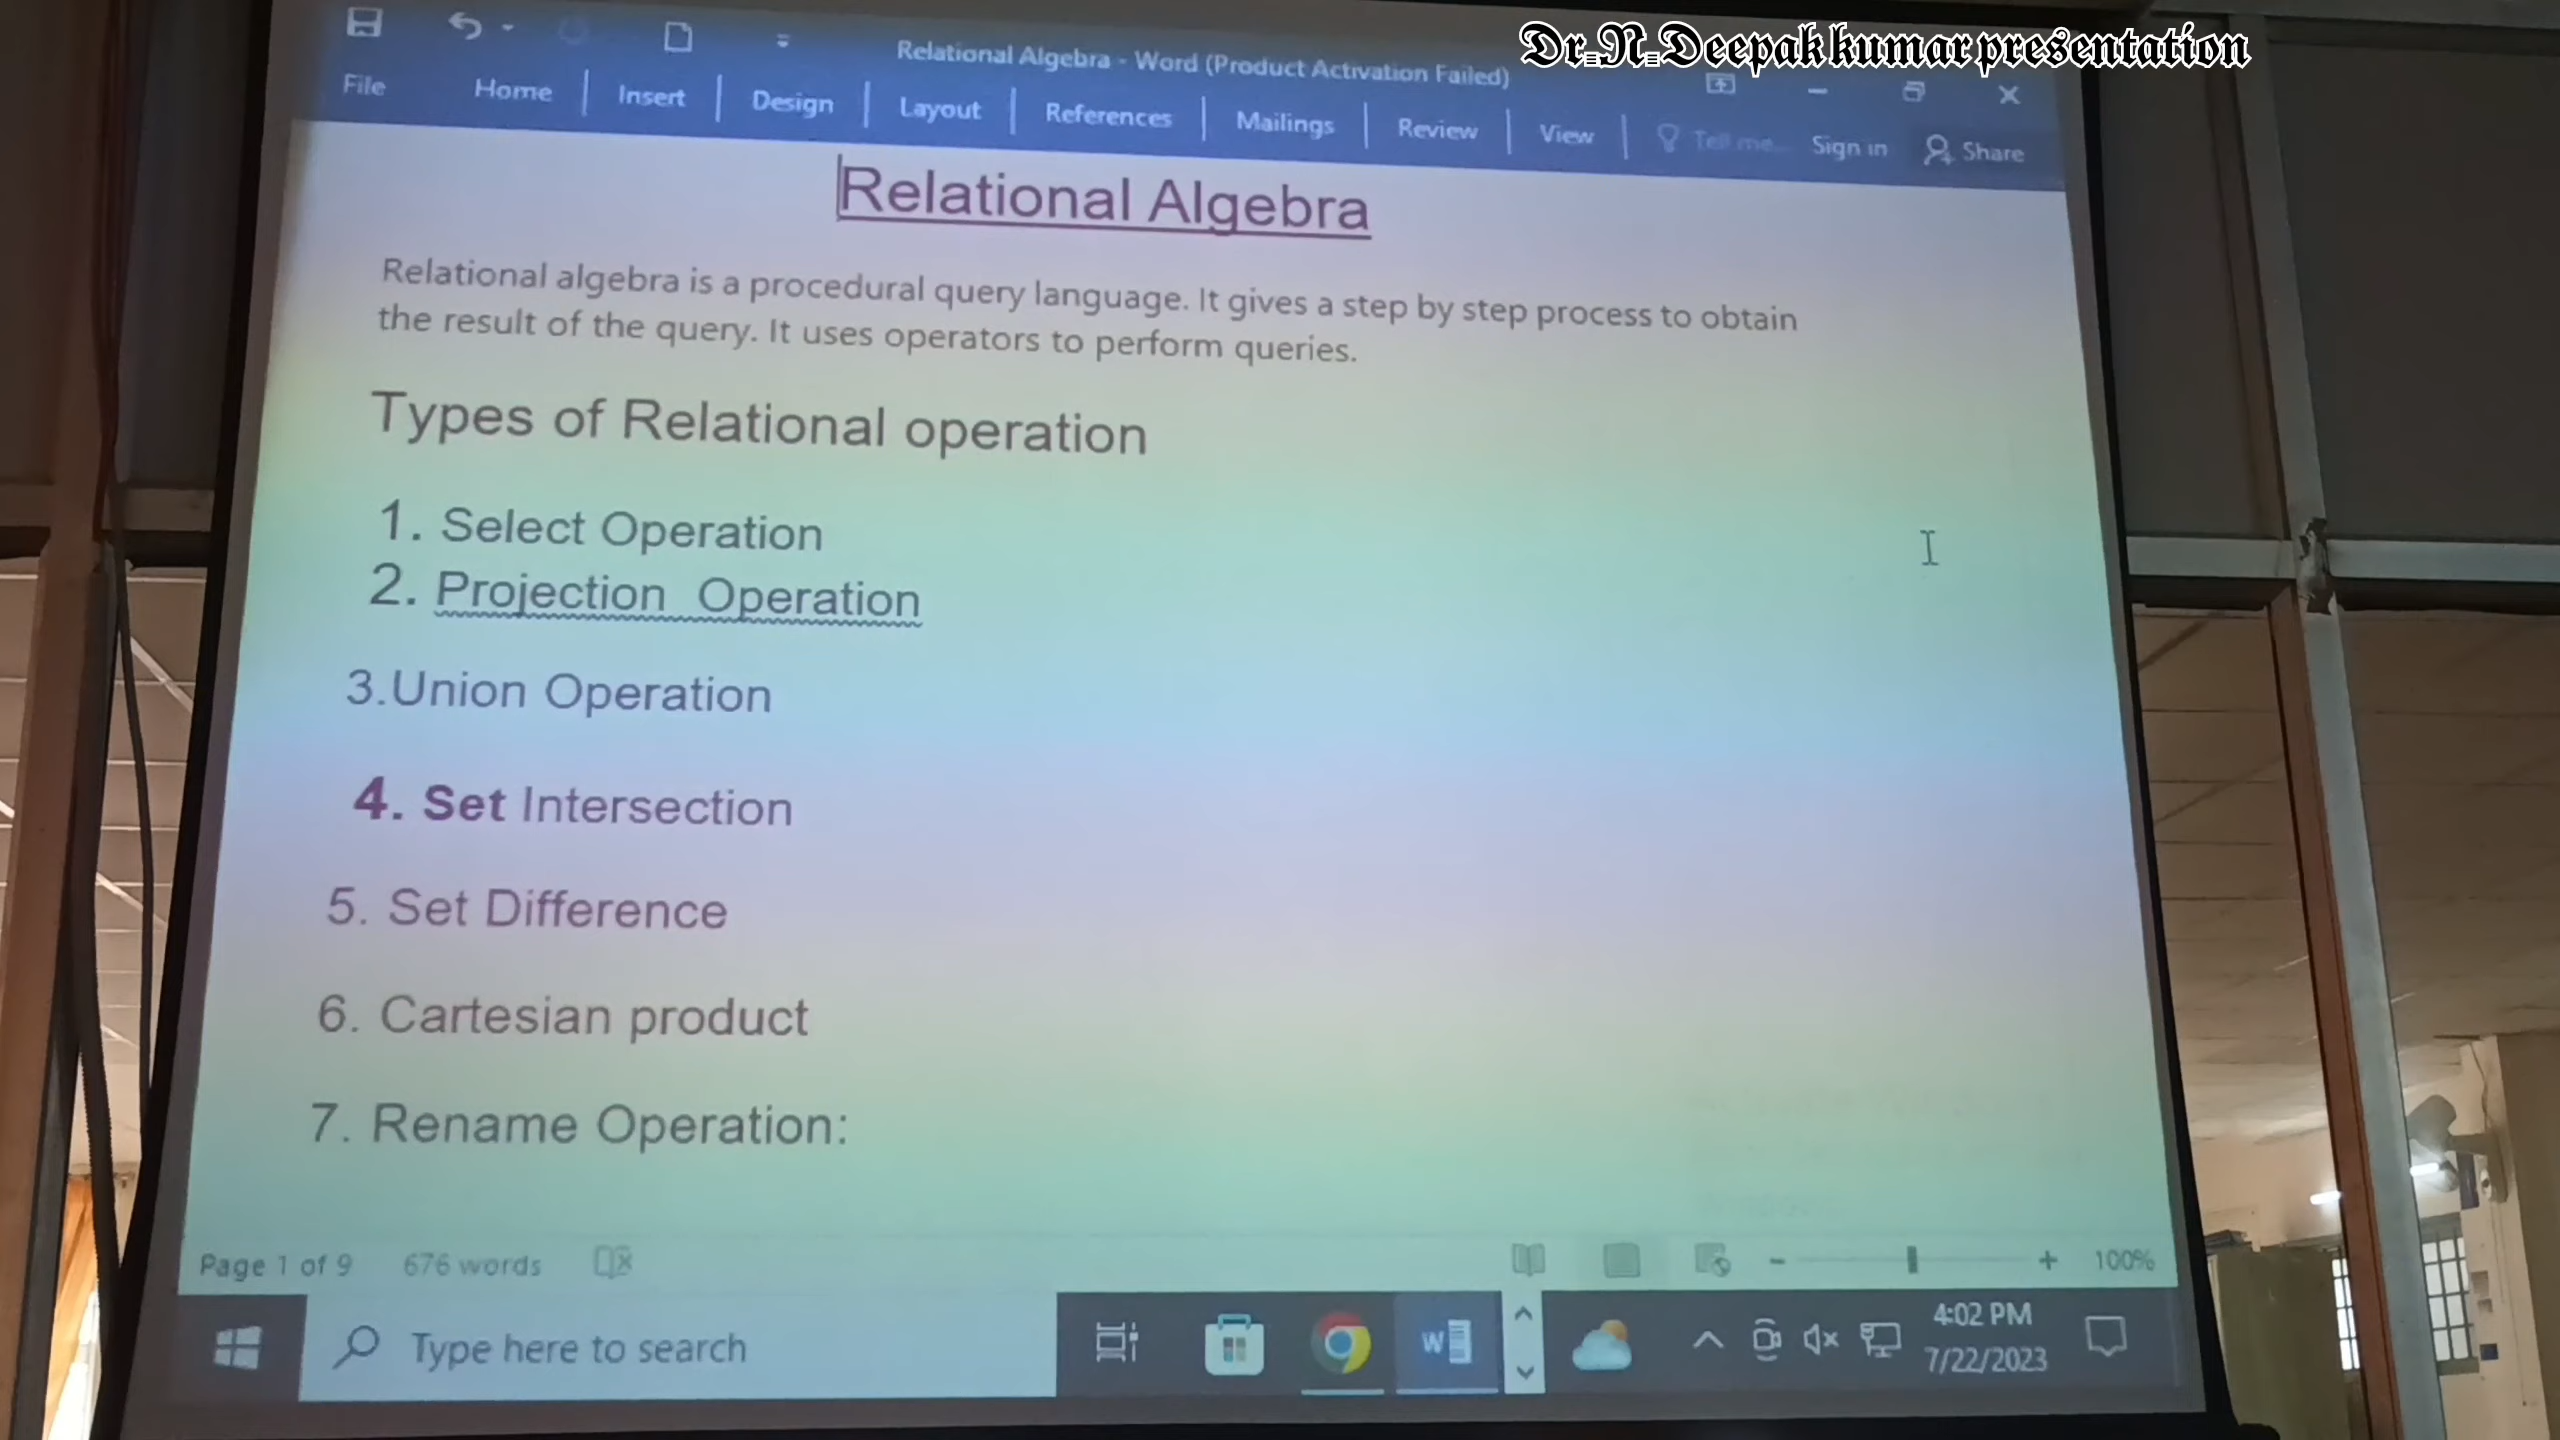 Dr.N.Deepak kumar presentation
Relational Algebra - Word (Product Activation Failed)
File Home Insert Design Layout References Mailings Review View Tell me... Sign in Share
Relational Algebra
Relational algebra is a procedural query language. It gives a step by step process to obtain
the result of the query. It uses operators to perform queries.
Types of Relational operation
1. Select Operation
2. Projection Operation
3.Union Operation
4. Set Intersection
5. Set Difference
6. Cartesian product
7. Rename Operation:
Page 1 of 9 676 words 100%
Type here to search
4:02 PM
7/22/2023